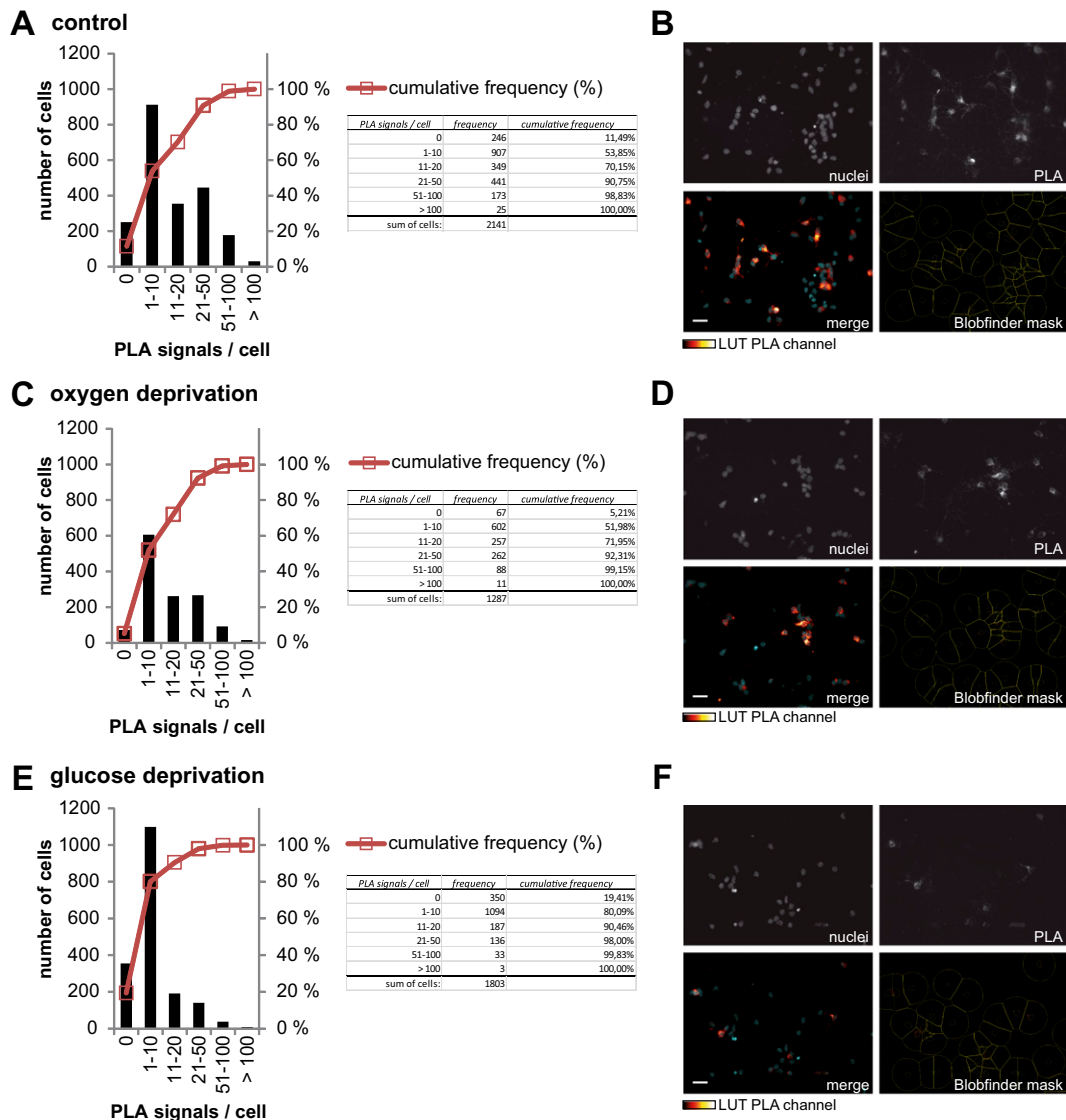 A control
1200
1000
800
600
400
200
0
number of cells
100 %
80 %
60 %
40 %
20 %
0 %
0
1-10
11-20
21-50
51-100
> 100
PLA signals / cell
cumulative frequency (%)
PLA signals / cell frequency cumulative frequency
0 246 11,49%
1-10 907 53,85%
11-20 349 70,15%
21-50 441 90,75%
51-100 173 98,83%
> 100 25 100,00%
sum of cells: 2141
B
nuclei
PLA
merge
Blobfinder mask
LUT PLA channel
C oxygen deprivation
1200
1000
800
600
400
200
0
number of cells
100 %
80 %
60 %
40 %
20 %
0 %
0
1-10
11-20
21-50
51-100
> 100
PLA signals / cell
cumulative frequency (%)
PLA signals / cell frequency cumulative frequency
0 67 5,21%
1-10 602 51,98%
11-20 257 71,95%
21-50 262 92,31%
51-100 88 99,15%
> 100 11 100,00%
sum of cells: 1287
D
nuclei
PLA
merge
Blobfinder mask
LUT PLA channel
E glucose deprivation
1200
1000
800
600
400
200
0
number of cells
100 %
80 %
60 %
40 %
20 %
0 %
0
1-10
11-20
21-50
51-100
> 100
PLA signals / cell
cumulative frequency (%)
PLA signals / cell frequency cumulative frequency
0 350 19,41%
1-10 1094 80,09%
11-20 187 90,46%
21-50 136 98,00%
51-100 33 99,83%
> 100 3 100,00%
sum of cells: 1803
F
nuclei
PLA
merge
Blobfinder mask
LUT PLA channel